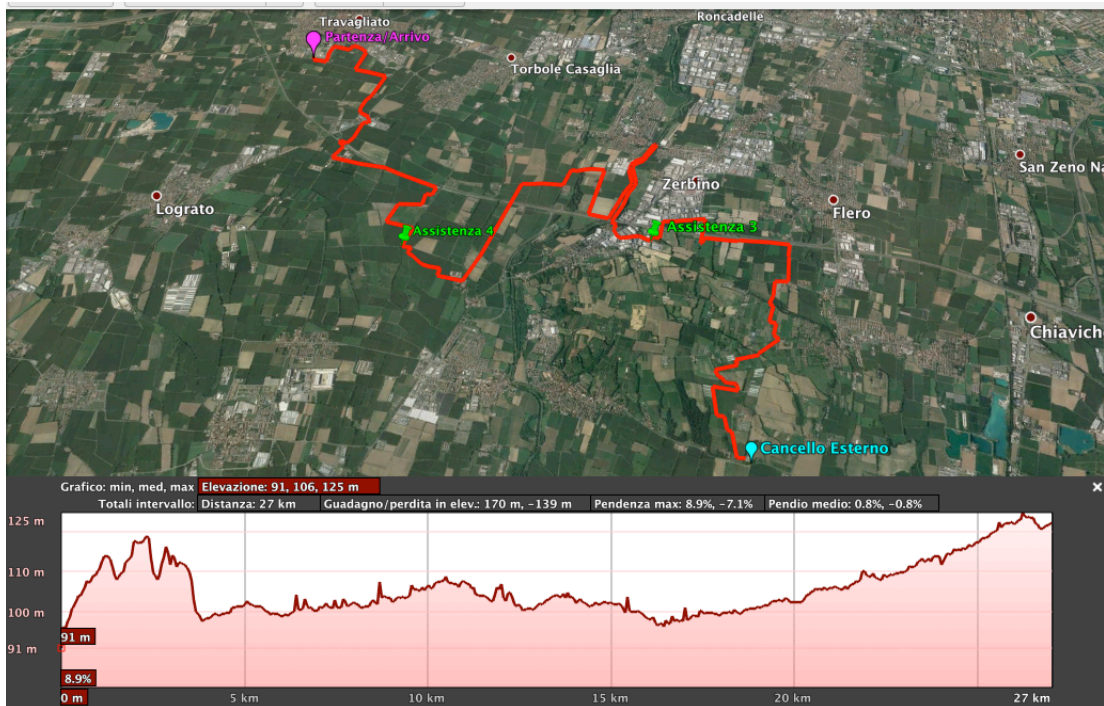 Travagliato
Roncadelle
Partenza/Arrivo
Torbole Casaglia
San Zeno Na
Zerbino
Lograto
Flero
Assistenza 4
Assistenza 3
Chiaviche
Cancello Esterno
Grafico: min, med, max Elevazione: 91, 106, 125 m
Totali intervallo: Distanza: 27 km Guadagno/perdita in elev.: 170 m, -139 m Pendenza max: 8.9%, -7.1% Pendio medio: 0.8%, -0.8%
125 m
110 m
100 m
91 m
91 m
8.9%
0 m 5 km 10 km 15 km 20 km 27 km